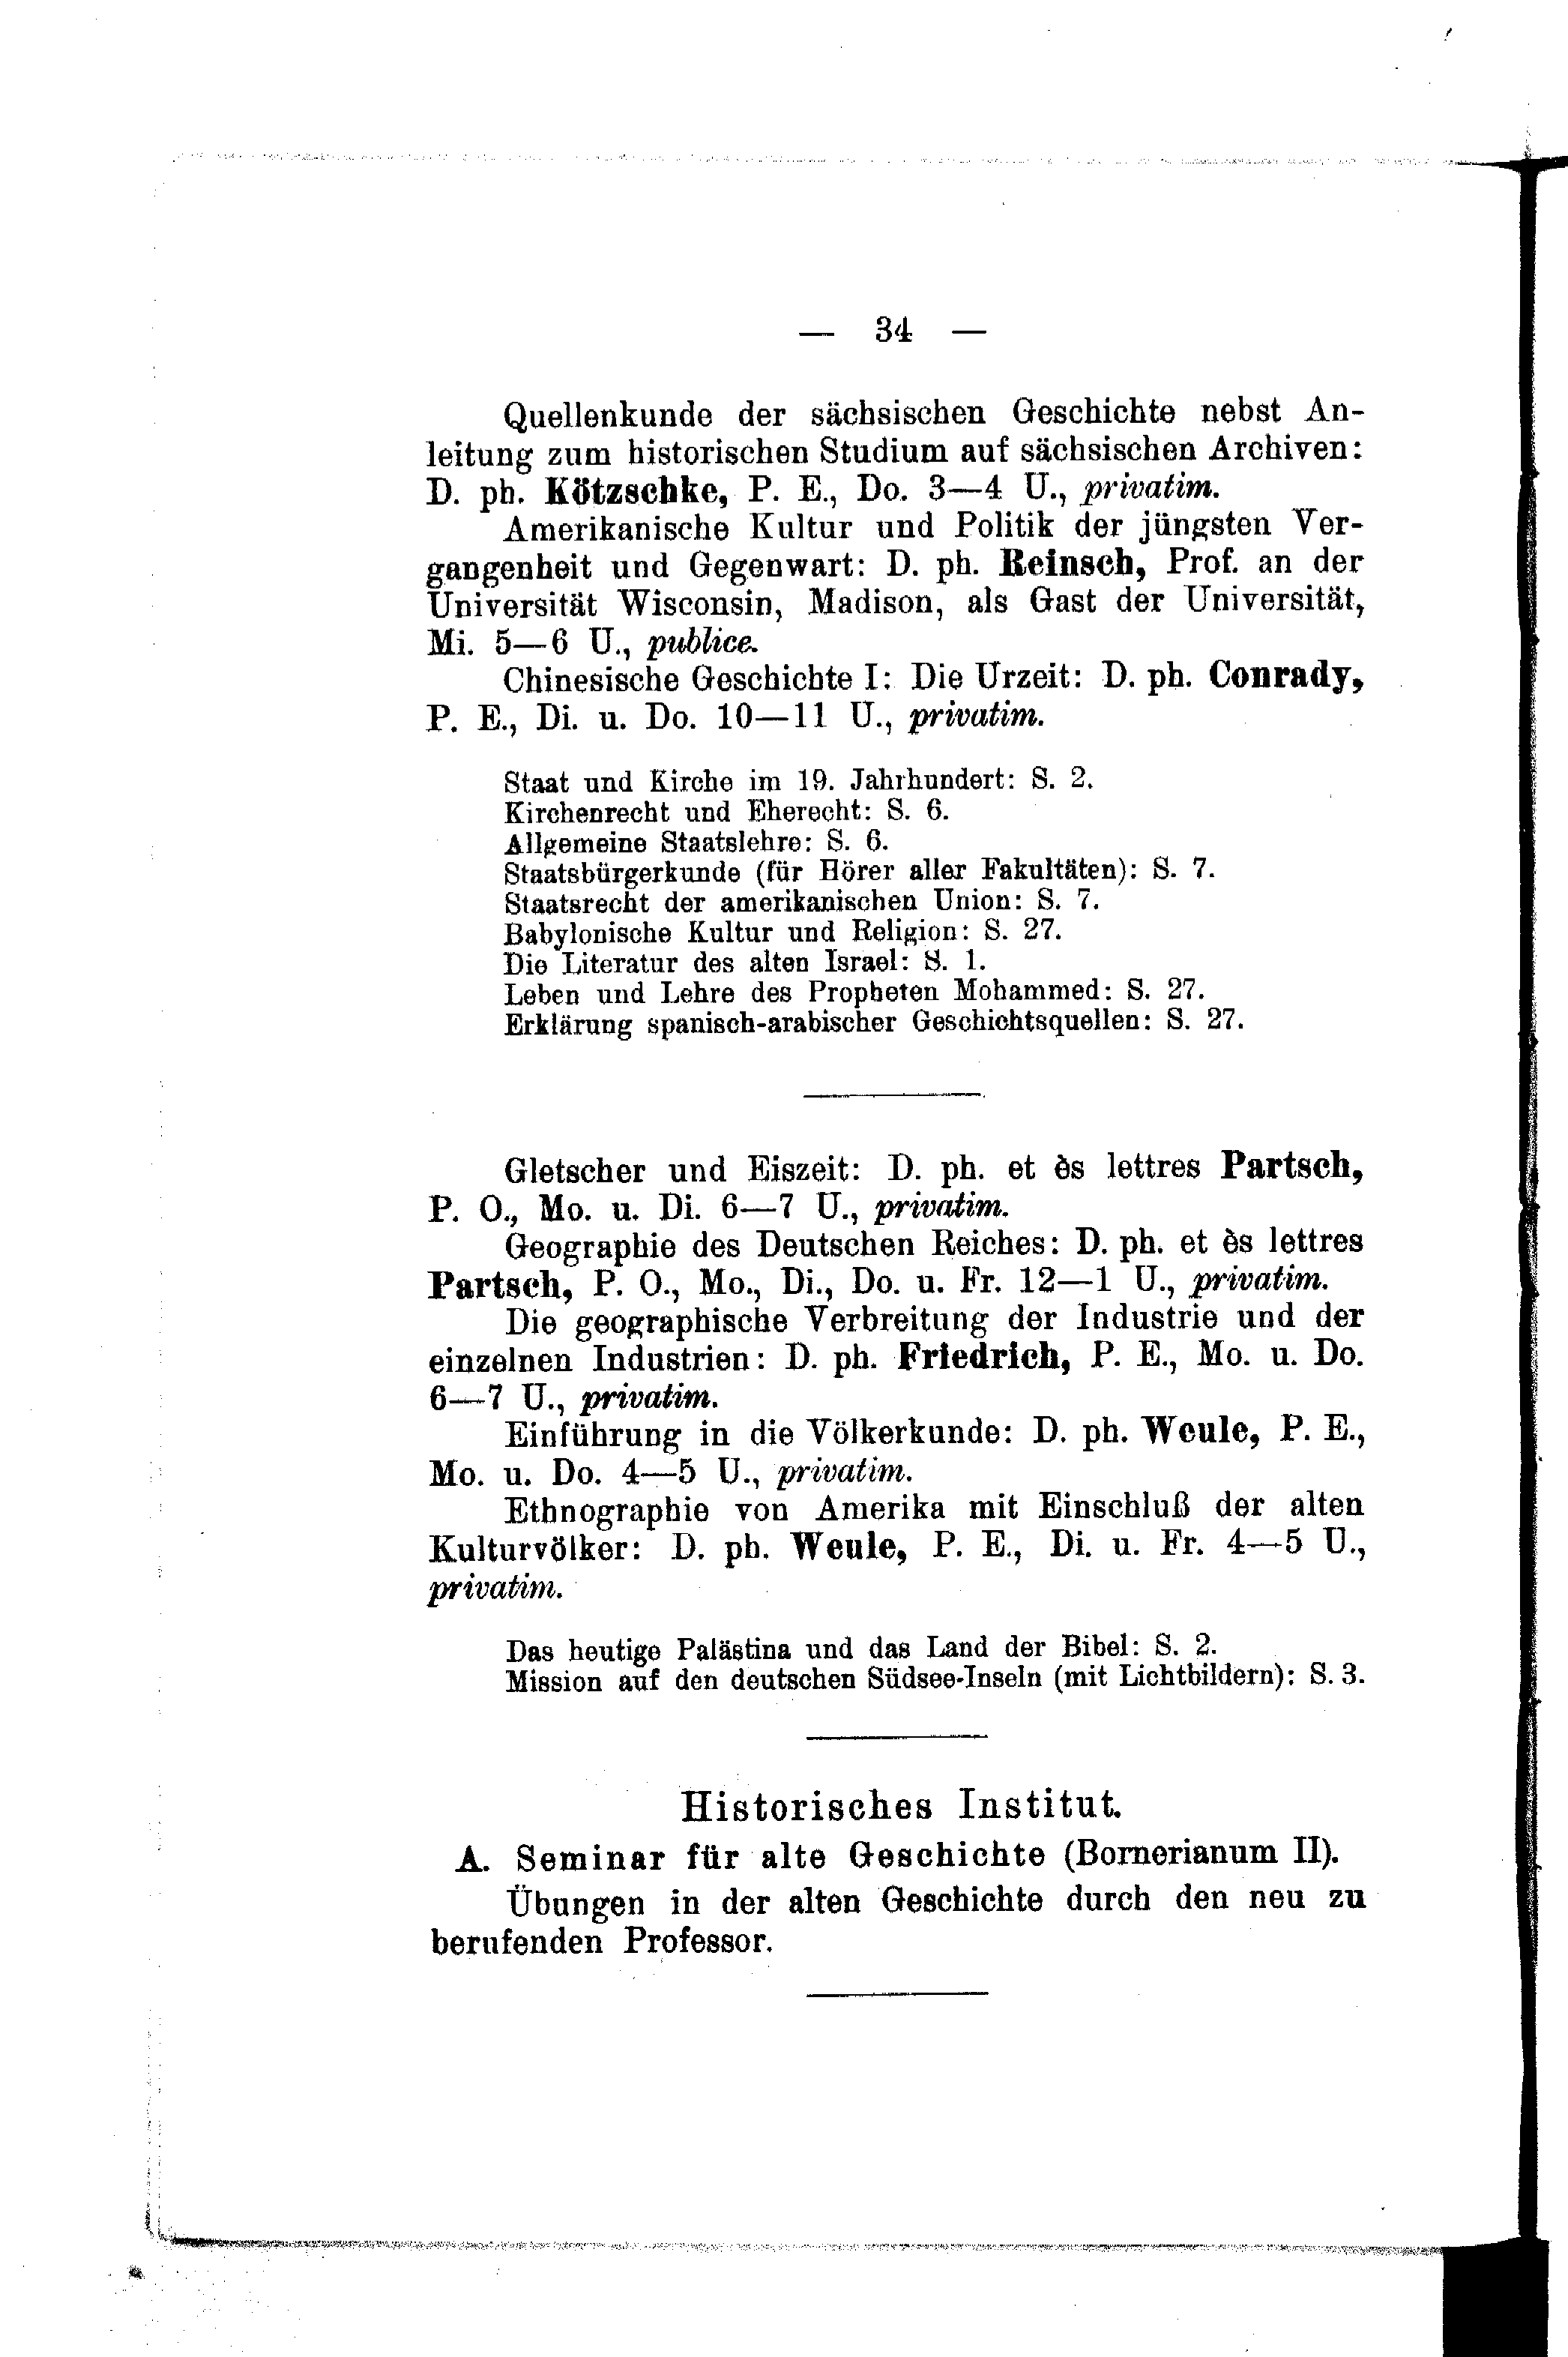 — 34 —
Quellenkunde der sächsischen Geschichte nebst An-
leitung zum historischen Studium auf sächsischen Archiven:
D. ph. Kötzschke, P. E., Do. 3—4 U., privatim.
Amerikanische Kultur und Politik der jüngsten Ver-
gangenheit und Gegenwart: D. ph. Reinsch, Prof. an der
Universität Wisconsin, Madison, als Gast der Universität,
Mi. 5—6 U., publice.
Chinesische Geschichte I: Die Urzeit: D. ph. Conrady,
P. E., Di. u. Do. 10—11 U., privatim.
Staat und Kirche im 19. Jahrhundert: S. 2.
Kirchenrecht und Eherecht: S. 6.
Allgemeine Staatslehre: S. 6.
Staatsbürgerkunde (für Hörer aller Fakultäten): S. 7.
Staatsrecht der amerikanischen Union: S. 7.
Babylonische Kultur und Religion: S. 27.
Die Literatur des alten Israel: S. 1.
Leben und Lehre des Propheten Mohammed: S. 27.
Erklärung spanisch-arabischer Geschichtsquellen: S. 27.
Gletscher und Eiszeit: D. ph. et ès lettres Partsch,
P. O., Mo. u. Di. 6—7 U., privatim.
Geographie des Deutschen Reiches: D. ph. et ès lettres
Partsch, P. O., Mo., Di., Do. u. Fr. 12—1 U., privatim.
Die geographische Verbreitung der Industrie und der
einzelnen Industrien: D. ph. Friedrich, P. E., Mo. u. Do.
6—7 U., privatim.
Einführung in die Völkerkunde: D. ph. Weule, P. E.,
Mo. u. Do. 4—5 U., privatim.
Ethnographie von Amerika mit Einschluß der alten
Kulturvölker: D. ph. Weule, P. E., Di. u. Fr. 4—5 U.,
privatim.
Das heutige Palästina und das Land der Bibel: S. 2.
Mission auf den deutschen Südsee-Inseln (mit Lichtbildern): S. 3.
Historisches Institut.
A. Seminar für alte Geschichte (Bornerianum II).
Übungen in der alten Geschichte durch den neu zu
berufenden Professor.